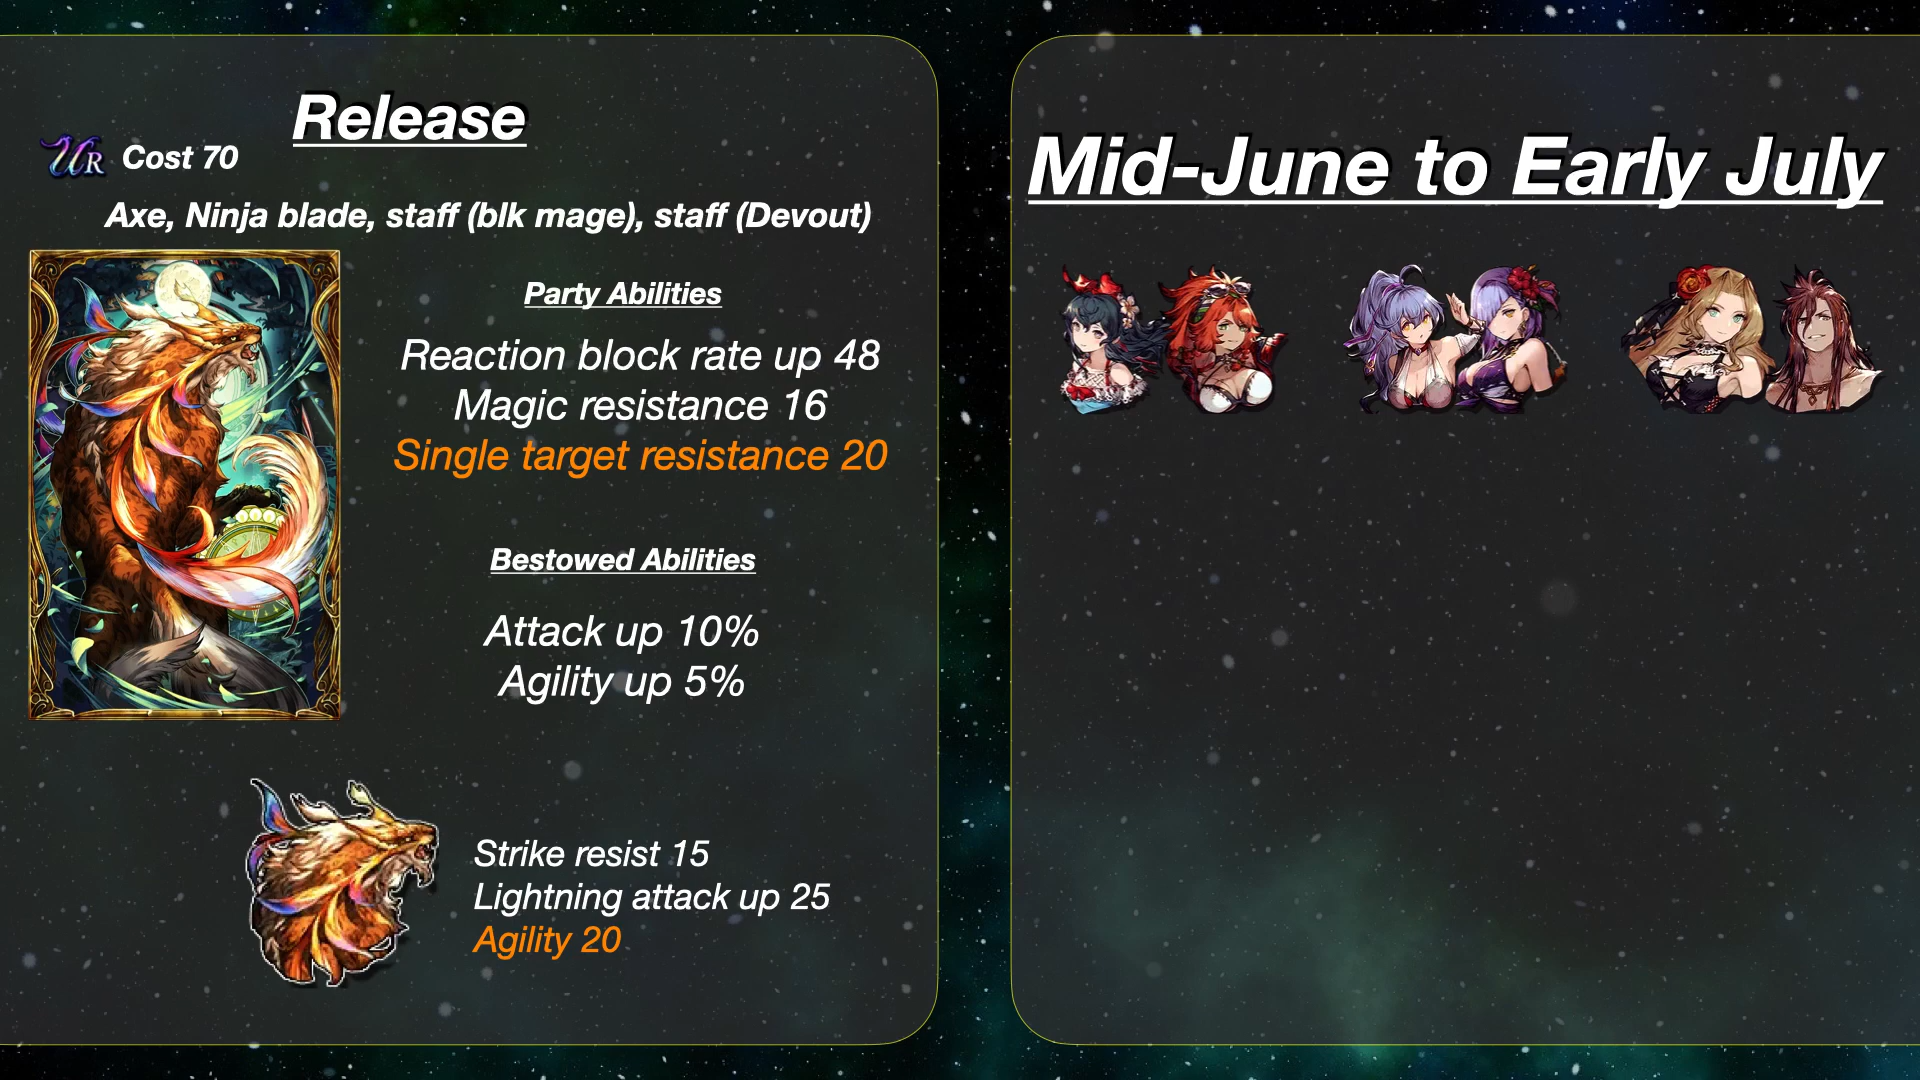 Release
UR Cost 70
Axe, Ninja blade, staff (blk mage), staff (Devout)
Party Abilities
Reaction block rate up 48
Magic resistance 16
Single target resistance 20
Bestowed Abilities
Attack up 10%
Agility up 5%
Strike resist 15
Lightning attack up 25
Agility 20
Mid-June to Early July